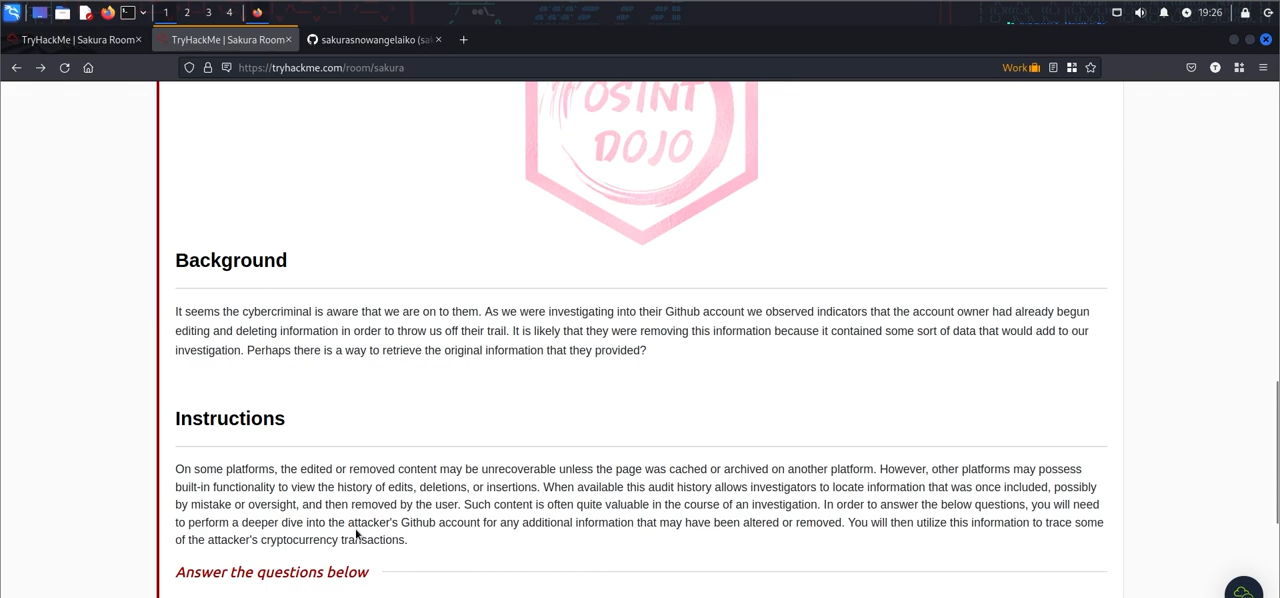 1 2 3 4 19:26
TryHackMe | Sakura Room × TryHackMe | Sakura Room × sakurasnowangelaiko (sa ×
https://tryhackme.com/room/sakura Work
OSINT
DOJO
Background
It seems the cybercriminal is aware that we are on to them. As we were investigating into their Github account we observed indicators that the account owner had already begun
editing and deleting information in order to throw us off their trail. It is likely that they were removing this information because it contained some sort of data that would add to our
investigation. Perhaps there is a way to retrieve the original information that they provided?
Instructions
On some platforms, the edited or removed content may be unrecoverable unless the page was cached or archived on another platform. However, other platforms may possess
built-in functionality to view the history of edits, deletions, or insertions. When available this audit history allows investigators to locate information that was once included, possibly
by mistake or oversight, and then removed by the user. Such content is often quite valuable in the course of an investigation. In order to answer the below questions, you will need
to perform a deeper dive into the attacker's Github account for any additional information that may have been altered or removed. You will then utilize this information to trace some
of the attacker's cryptocurrency transactions.
Answer the questions below